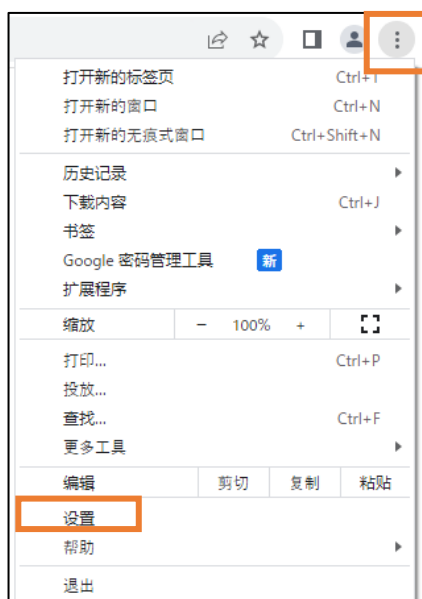 打开新的标签页 Ctrl+T
打开新的窗口 Ctrl+N
打开新的无痕式窗口 Ctrl+Shift+N
历史记录
下载内容 Ctrl+J
书签
Google 密码管理工具 新
扩展程序
缩放 − 100% +
打印... Ctrl+P
投放...
查找... Ctrl+F
更多工具
编辑 剪切 复制 粘贴
设置
帮助
退出